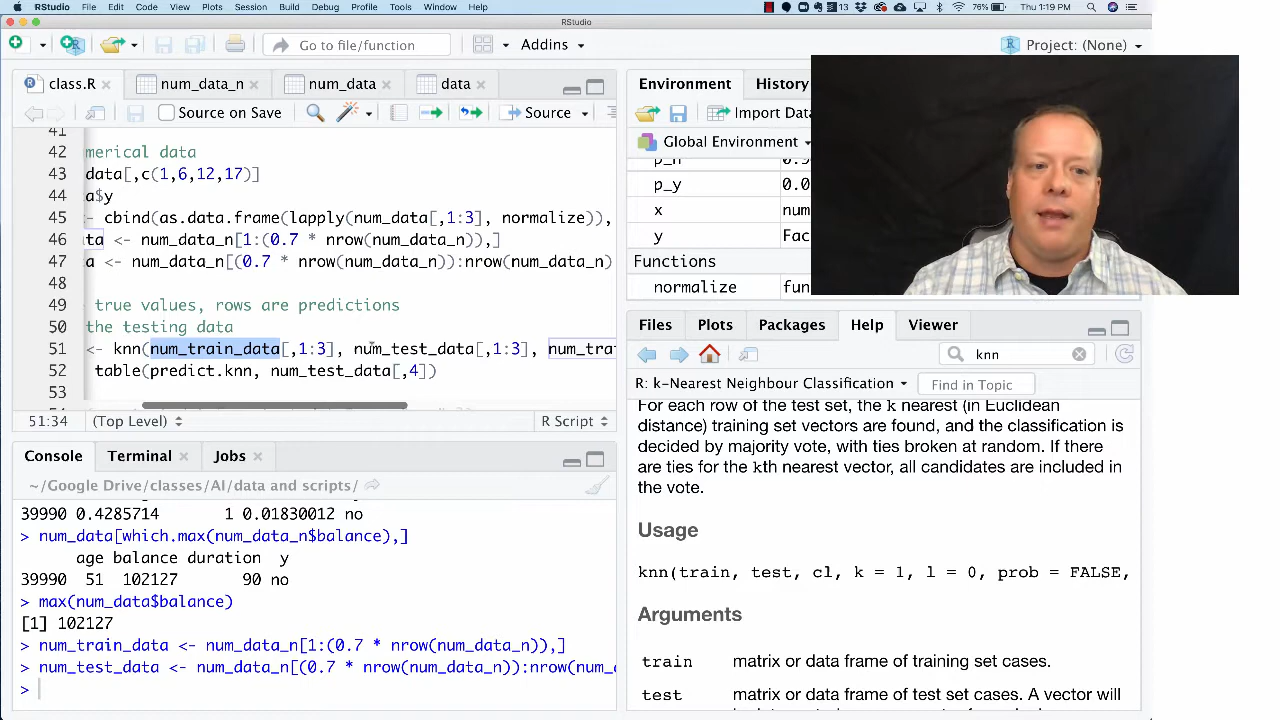 RStudio File Edit Code View Plots Session Build Debug Profile Tools Window Help 13 76% Thu 1:19 PM
RStudio
Go to file/function Addins Project: (None)
class.R num_data_n num_data data
Source on Save Source
41
42 merical data
43 data[,c(1,6,12,17)]
44 a$y
45 <- cbind(as.data.frame(lapply(num_data[,1:3], normalize)),
46 ata <- num_data_n[1:(0.7 * nrow(num_data_n)),]
47 a <- num_data_n[(0.7 * nrow(num_data_n)):nrow(num_data_n)
48
49 true values, rows are predictions
50 the testing data
51 <- knn(num_train_data[,1:3], num_test_data[,1:3], num_trai
52 table(predict.knn, num_test_data[,4])
53
51:34 (Top Level) R Script
Console Terminal Jobs
~/Google Drive/classes/AI/data and scripts/
39990 0.4285714 1 0.01830012 no
> num_data[which.max(num_data_n$balance),]
age balance duration y
39990 51 102127 90 no
> max(num_data$balance)
[1] 102127
> num_train_data <- num_data_n[1:(0.7 * nrow(num_data_n)),]
> num_test_data <- num_data_n[(0.7 * nrow(num_data_n)):nrow(num_d
>
Environment History
Import Data
Global Environment
p_n 0.9
p_y 0.0
x num
y Fac
Functions
normalize fun
Files Plots Packages Help Viewer
knn
R: k-Nearest Neighbour Classification Find in Topic
For each row of the test set, the k nearest (in Euclidean
distance) training set vectors are found, and the classification is
decided by majority vote, with ties broken at random. If there
are ties for the kth nearest vector, all candidates are included in
the vote.
Usage
knn(train, test, cl, k = 1, l = 0, prob = FALSE,
Arguments
train matrix or data frame of training set cases.
test matrix or data frame of test set cases. A vector will